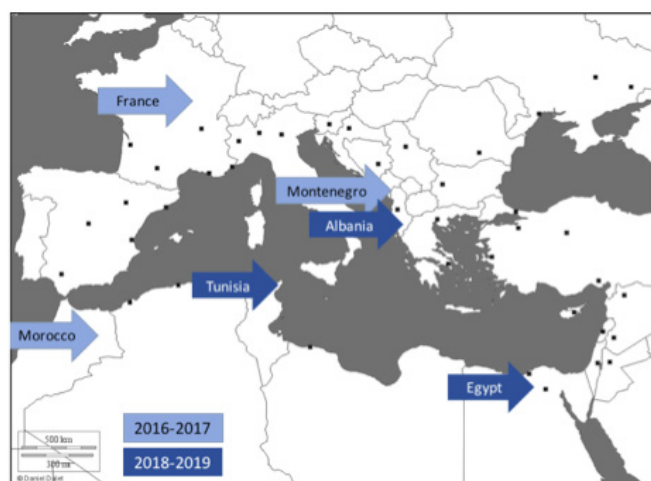 France
Montenegro
Albania
Tunisia
Morocco
Egypt
2016-2017
2018-2019
500 km
300 mi
© Daniel Dalet